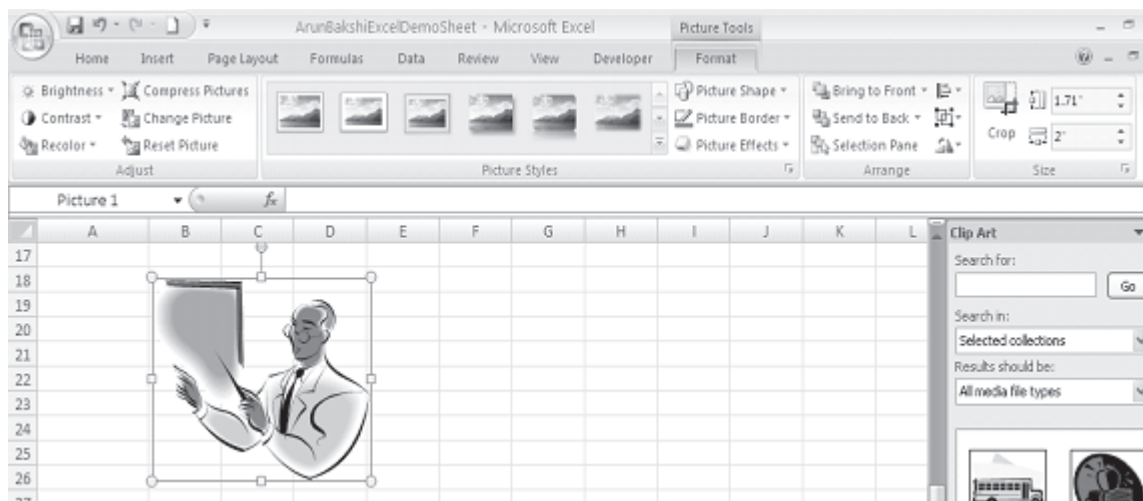 ArunBakshiExcelDemoSheet - Microsoft Excel Picture Tools
Home Insert Page Layout Formulas Data Review View Developer Format
Brightness Compress Pictures Picture Shape Bring to Front 1.71"
Contrast Change Picture Picture Border Send to Back Crop 2"
Recolor Reset Picture Picture Effects Selection Pane
Adjust Picture Styles Arrange Size
Picture 1 fx
A B C D E F G H I J K L Clip Art
17
Search for:
18
Go
19
Search in:
20
21
Selected collections
Results should be:
22
All media file types
23
24
25
26